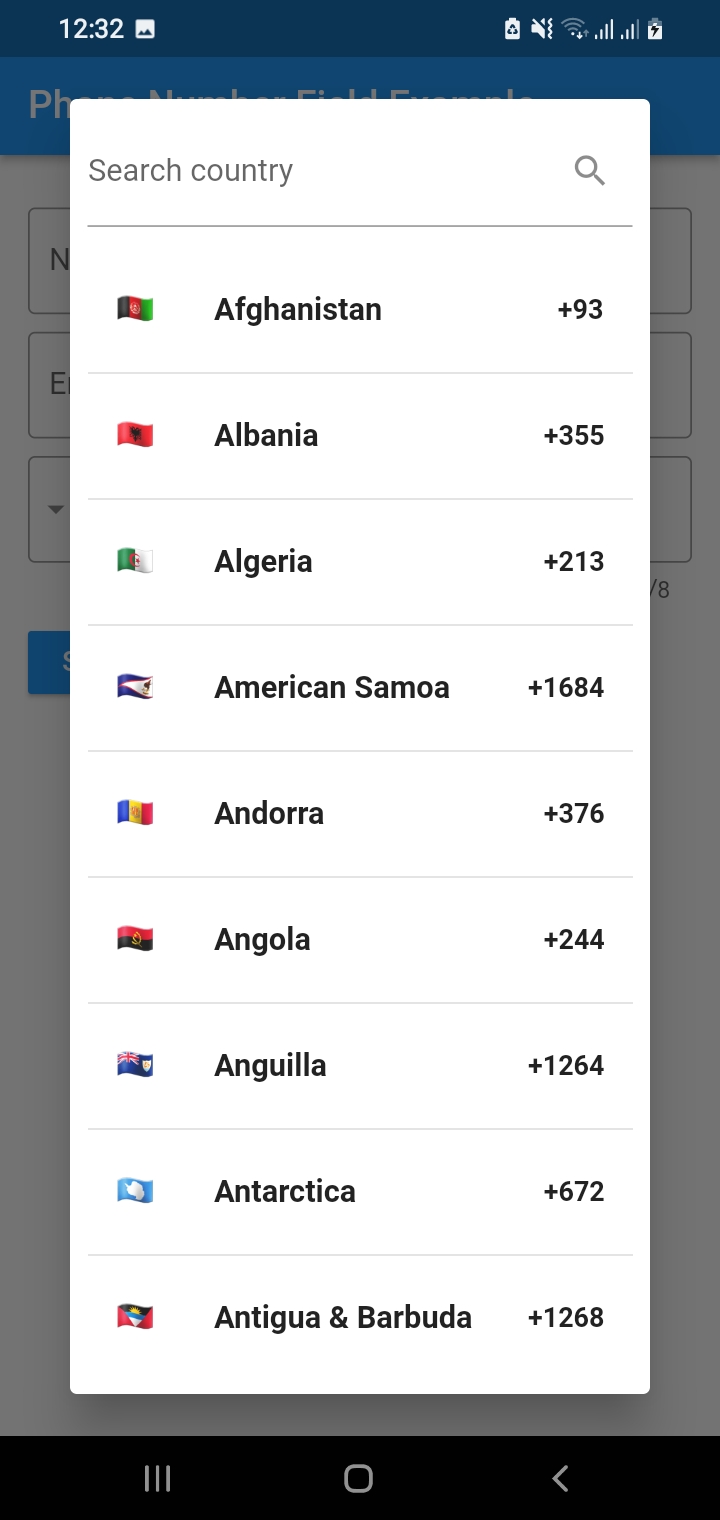 12:32
Phone Number Field Example
Search country
Afghanistan +93
Albania +355
Algeria +213
American Samoa +1684
Andorra +376
Angola +244
Anguilla +1264
Antarctica +672
Antigua & Barbuda +1268
/8